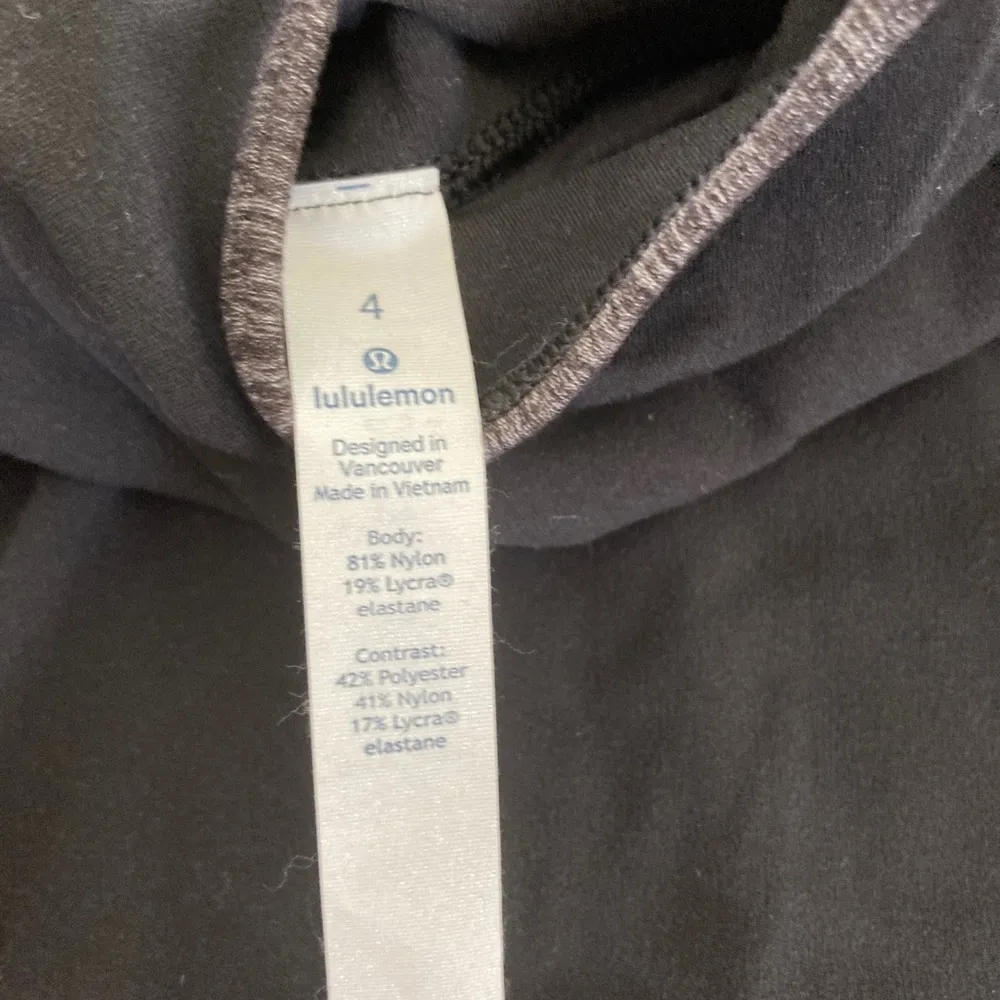 4
lululemon
Designed in
Vancouver
Made in Vietnam
Body:
81% Nylon
19% Lycra®
elastane
Contrast:
42% Polyester
41% Nylon
17% Lycra®
elastane